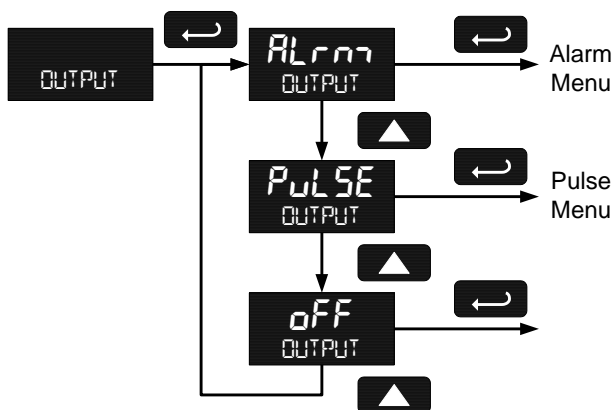 OUTPUT
ALrm
OUTPUT
Alarm
Menu
PuLSE
OUTPUT
Pulse
Menu
oFF
OUTPUT